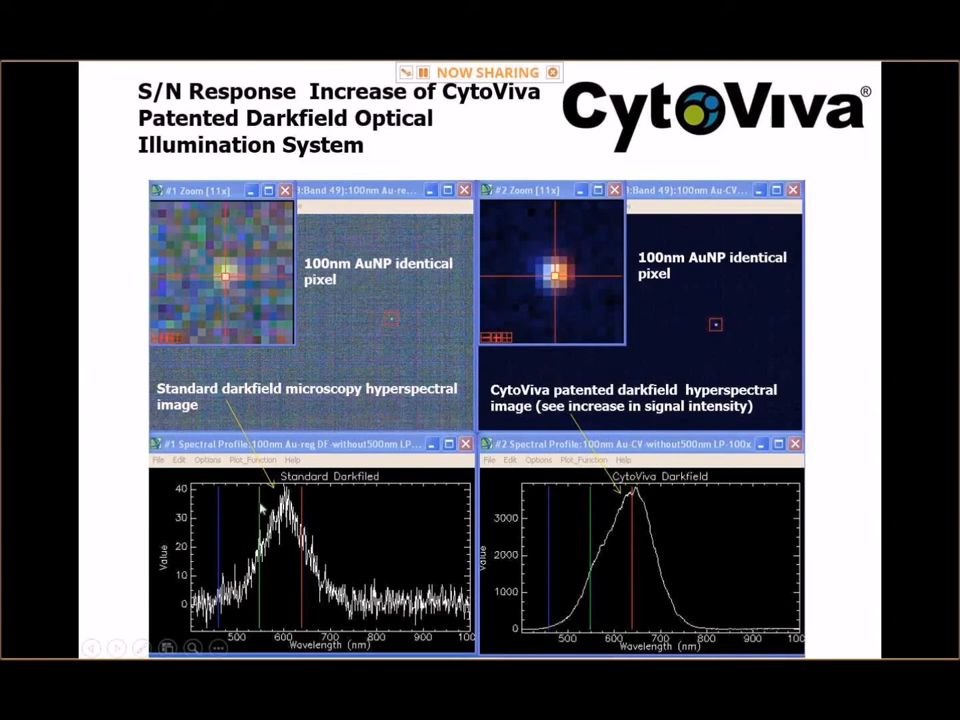 NOW SHARING
S/N Response Increase of CytoViva
Patented Darkfield Optical
Illumination System
CytoViva®
#1 Zoom [11x]
3:Band 49):100nm Au-re...
#2 Zoom [11x]
:Band 49):100nm Au-CV...
100nm AuNP identical
pixel
100nm AuNP identical
pixel
Standard darkfield microscopy hyperspectral
image
CytoViva patented darkfield hyperspectral
image (see increase in signal intensity)
#1 Spectral Profile:100nm Au-reg DF-without500nm LP...
File Edit Options Plot_Function Help
Standard Darkfiled
40
30
20
10
0
Value
500 600 700 800 900 100
Wavelength (nm)
#2 Spectral Profile:100nm Au-CV-without500nm LP-100x
File Edit Options Plot_Function Help
CytoViva Darkfield
3000
2000
1000
0
Value
500 600 700 800 900 100
Wavelength (nm)